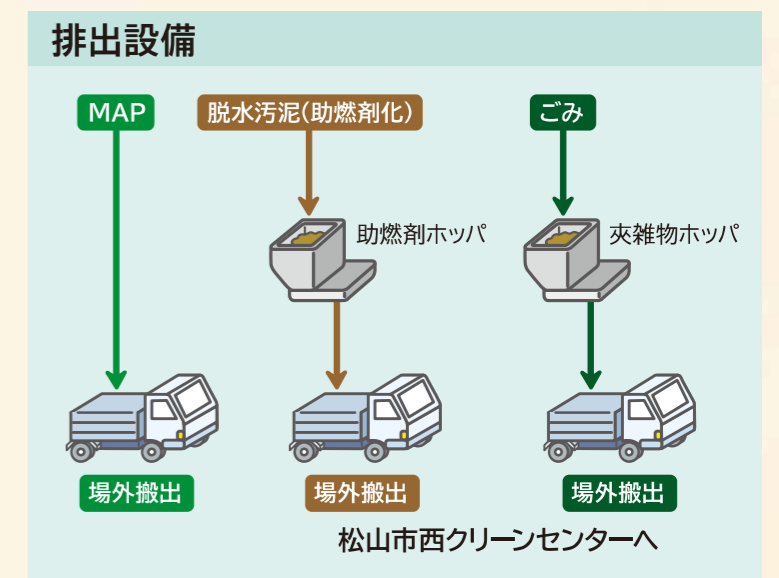 排出設備
MAP
脱水汚泥(助燃剤化)
ごみ
助燃剤ホッパ
夾雑物ホッパ
場外搬出
場外搬出
場外搬出
松山市西クリーンセンターへ